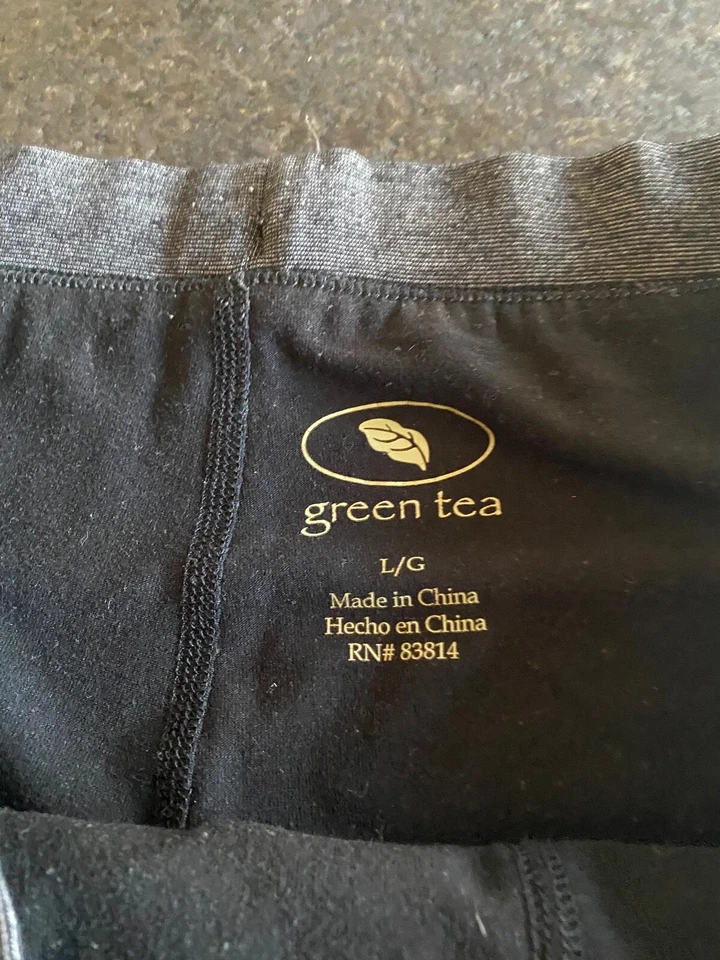 green tea
L/G
Made in China
Hecho en China
RN# 83814